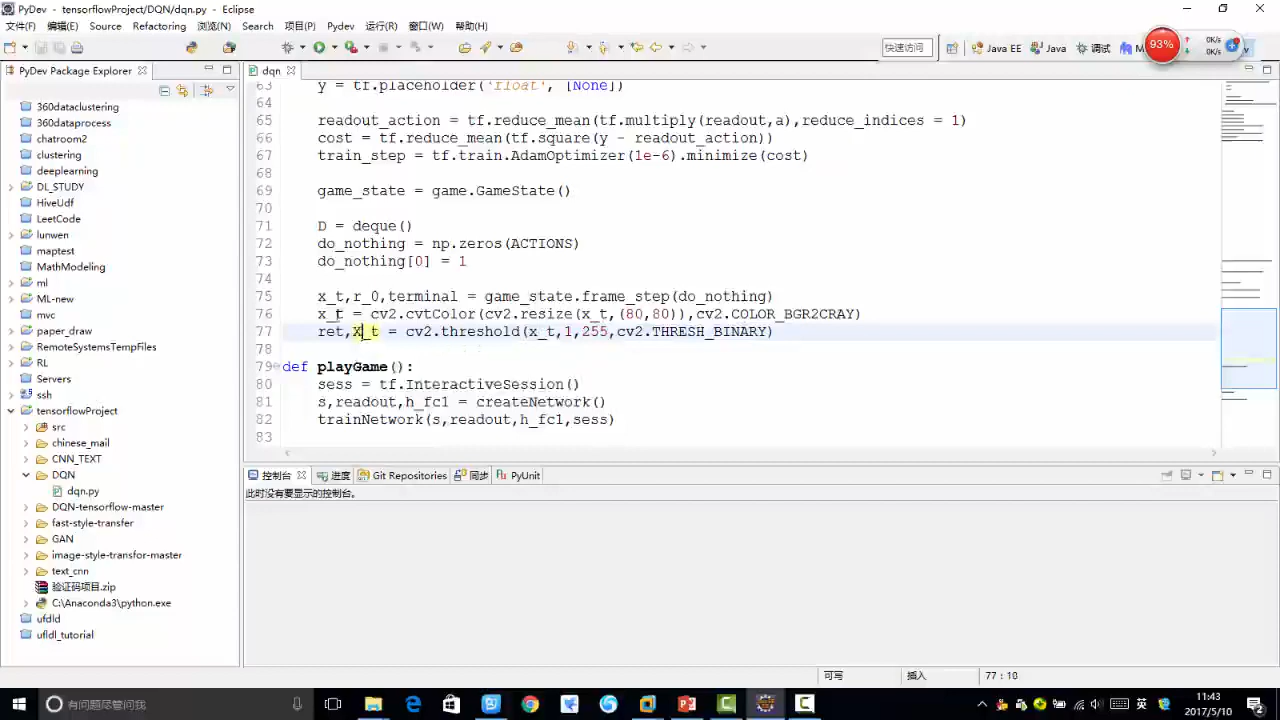 PyDev - tensorflowProject/DQN/dqn.py - Eclipse
文件(F) 编辑(E) Source Refactoring 浏览(N) Search 项目(P) Pydev 运行(R) 窗口(W) 帮助(H)
快速访问 Java EE Java 调试 M 93% 0K/s 0K/s
PyDev Package Explorer
360dataclustering
360dataprocess
chatroom2
clustering
deeplearning
DL_STUDY
HiveUdf
LeetCode
lunwen
maptest
MathModeling
ml
ML-new
mvc
paper_draw
RemoteSystemsTempFiles
RL
Servers
ssh
tensorflowProject
src
chinese_mail
CNN_TEXT
DQN
dqn.py
DQN-tensorflow-master
fast-style-transfer
GAN
image-style-transfor-master
text_cnn
验证码项目.zip
C:\Anaconda3\python.exe
ufdld
ufldl_tutorial
dqn
63 y = tf.placeholder('float', [None])
64
65 readout_action = tf.reduce_mean(tf.multiply(readout,a),reduce_indices = 1)
66 cost = tf.reduce_mean(tf.square(y - readout_action))
67 train_step = tf.train.AdamOptimizer(1e-6).minimize(cost)
68
69 game_state = game.GameState()
70
71 D = deque()
72 do_nothing = np.zeros(ACTIONS)
73 do_nothing[0] = 1
74
75 x_t,r_0,terminal = game_state.frame_step(do_nothing)
76 x_t = cv2.cvtColor(cv2.resize(x_t,(80,80)),cv2.COLOR_BGR2CRAY)
77 ret,X_t = cv2.threshold(x_t,1,255,cv2.THRESH_BINARY)
78
79 def playGame():
80 sess = tf.InteractiveSession()
81 s,readout,h_fc1 = createNetwork()
82 trainNetwork(s,readout,h_fc1,sess)
83
控制台 进度 Git Repositories 同步 PyUnit
此时没有要显示的控制台。
可写 插入 77 : 10
有问题尽管问我
英
11:43
2017/5/10